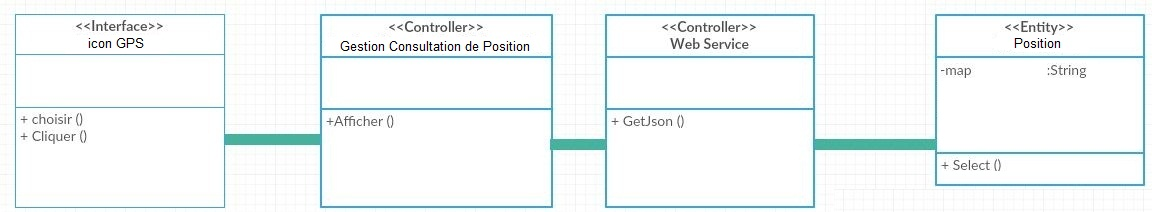 <<Interface>>
icon GPS
+ choisir ()
+ Cliquer ()
<<Controller>>
Gestion Consultation de Position
+Afficher ()
<<Controller>>
Web Service
+ GetJson ()
<<Entity>>
Position
-map :String
+ Select ()